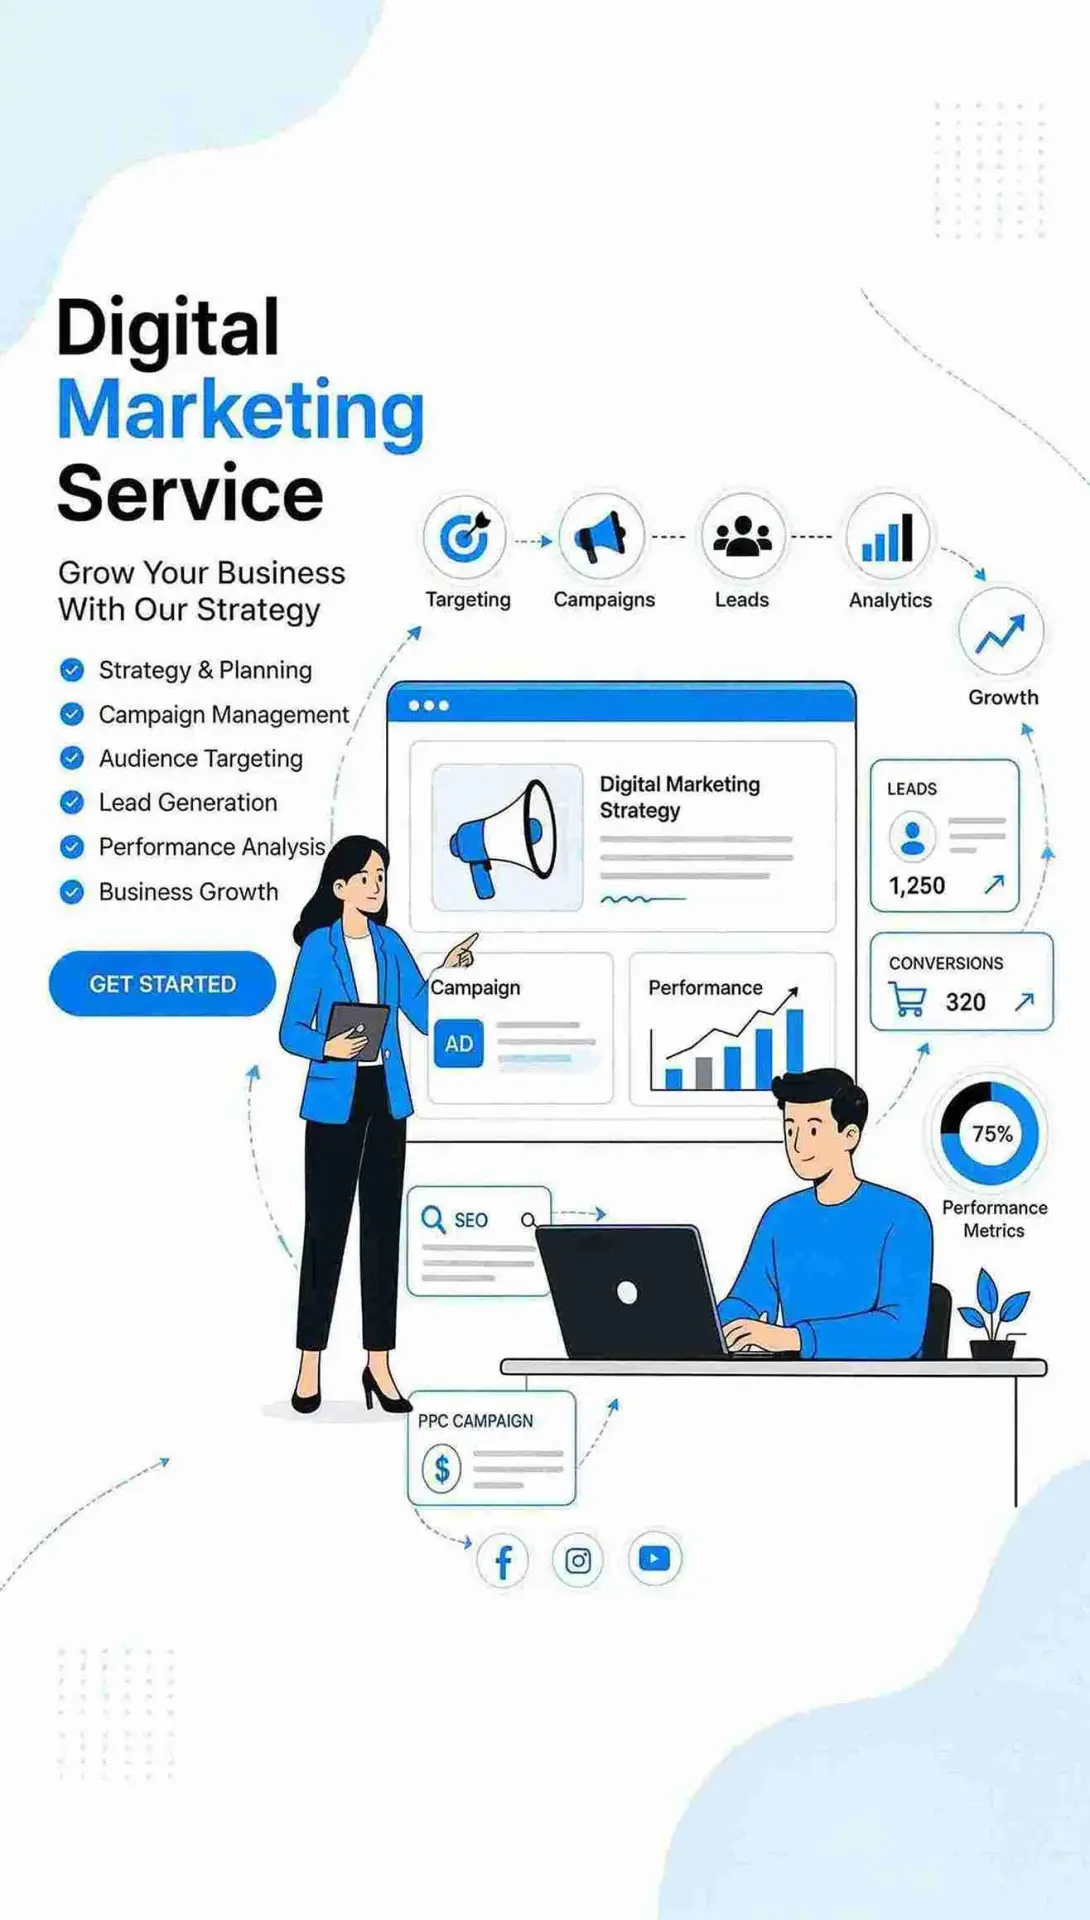 Digital
Marketing
Service
Grow Your Business
With Our Strategy
Strategy & Planning
Campaign Management
Audience Targeting
Lead Generation
Performance Analysis
Business Growth
GET STARTED
Targeting
Campaigns
Leads
Analytics
Growth
Digital Marketing
Strategy
Campaign
AD
Performance
LEADS
1,250
CONVERSIONS
320
75%
Performance
Metrics
SEO
PPC CAMPAIGN
$